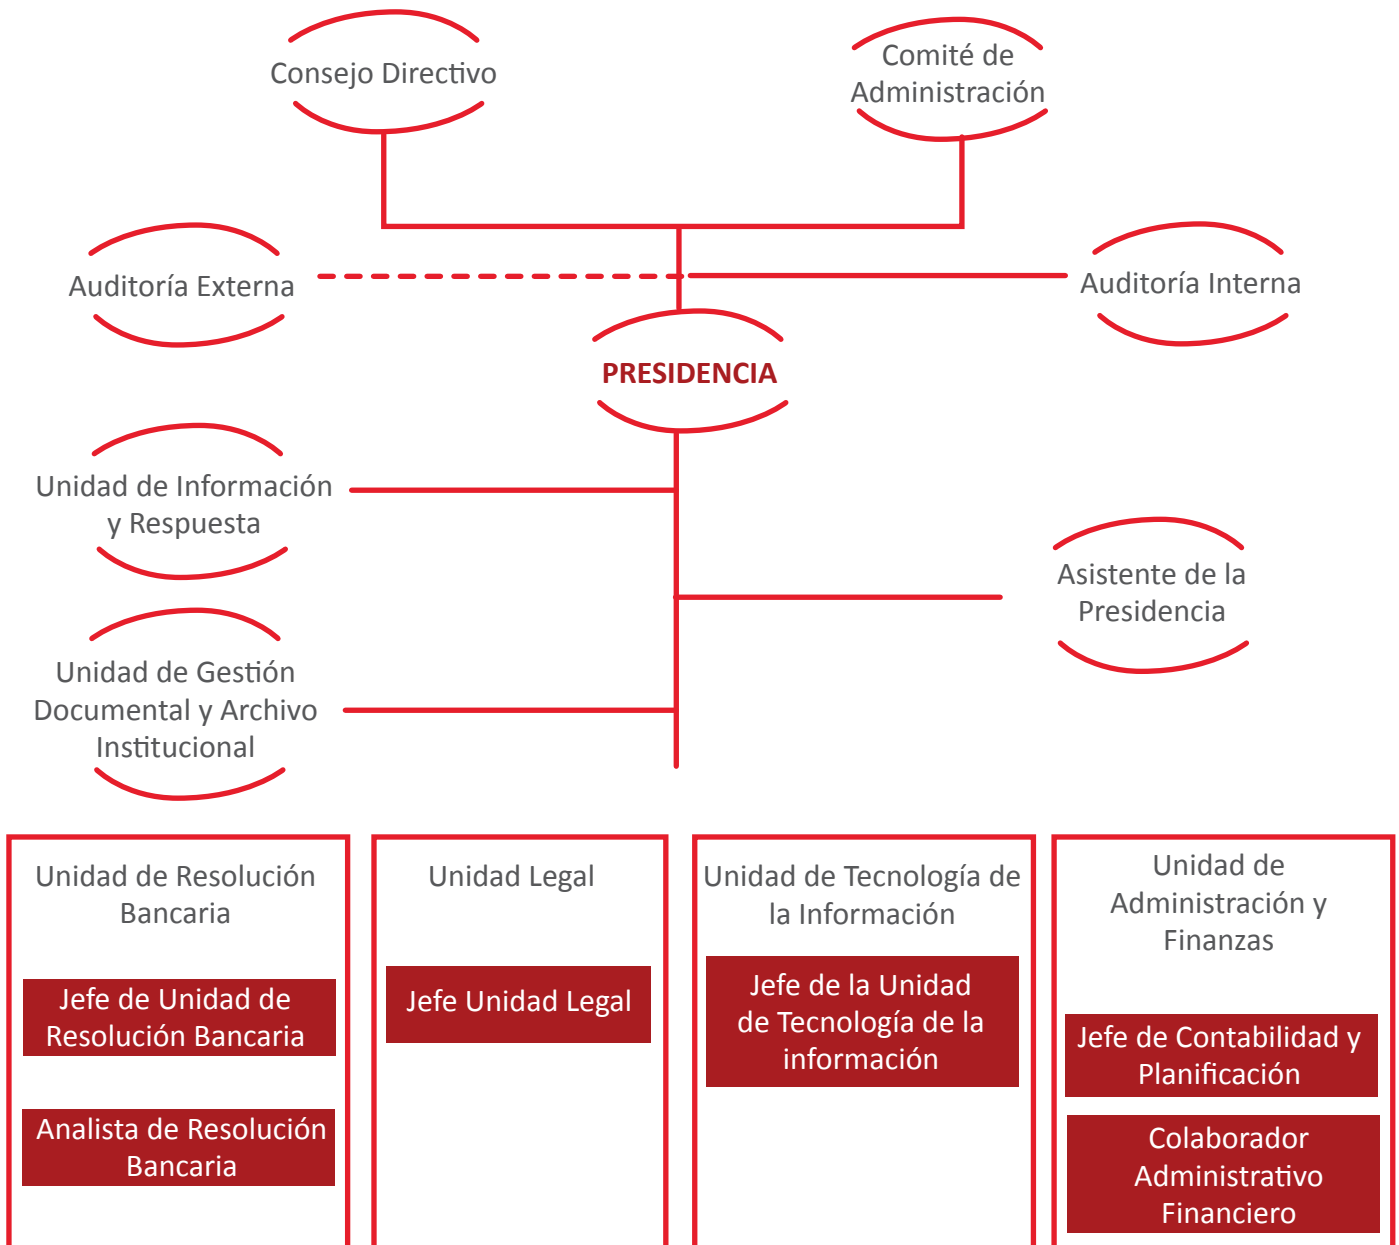 Consejo Directivo
Comité de
Administración
Auditoría Externa
Auditoría Interna
PRESIDENCIA
Unidad de Información
y Respuesta
Asistente de la
Presidencia
Unidad de Gestión
Documental y Archivo
Institucional
Unidad de Resolución
Bancaria
Jefe de Unidad de
Resolución Bancaria
Analista de Resolución
Bancaria
Unidad Legal
Jefe Unidad Legal
Unidad de Tecnología de
la Información
Jefe de la Unidad
de Tecnología de la
información
Unidad de
Administración y
Finanzas
Jefe de Contabilidad y
Planificación
Colaborador
Administrativo
Financiero